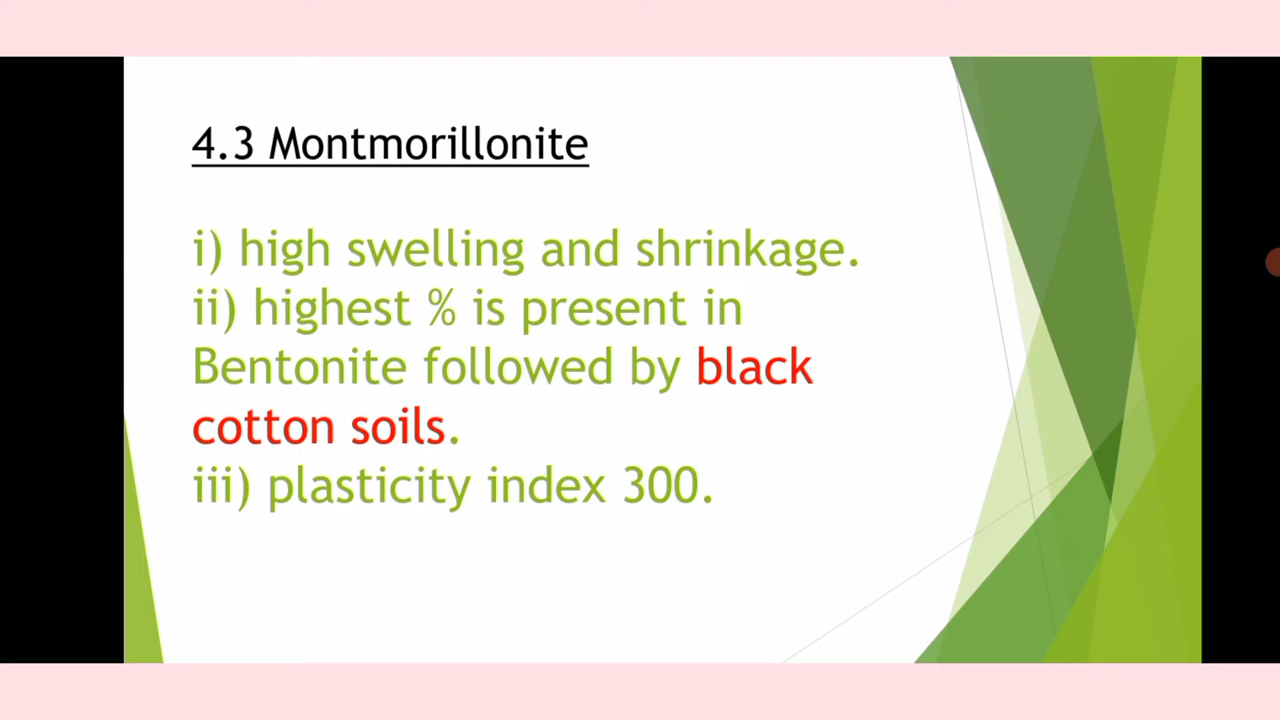 4.3 Montmorillonite
i) high swelling and shrinkage.
ii) highest % is present in
Bentonite followed by black
cotton soils.
iii) plasticity index 300.